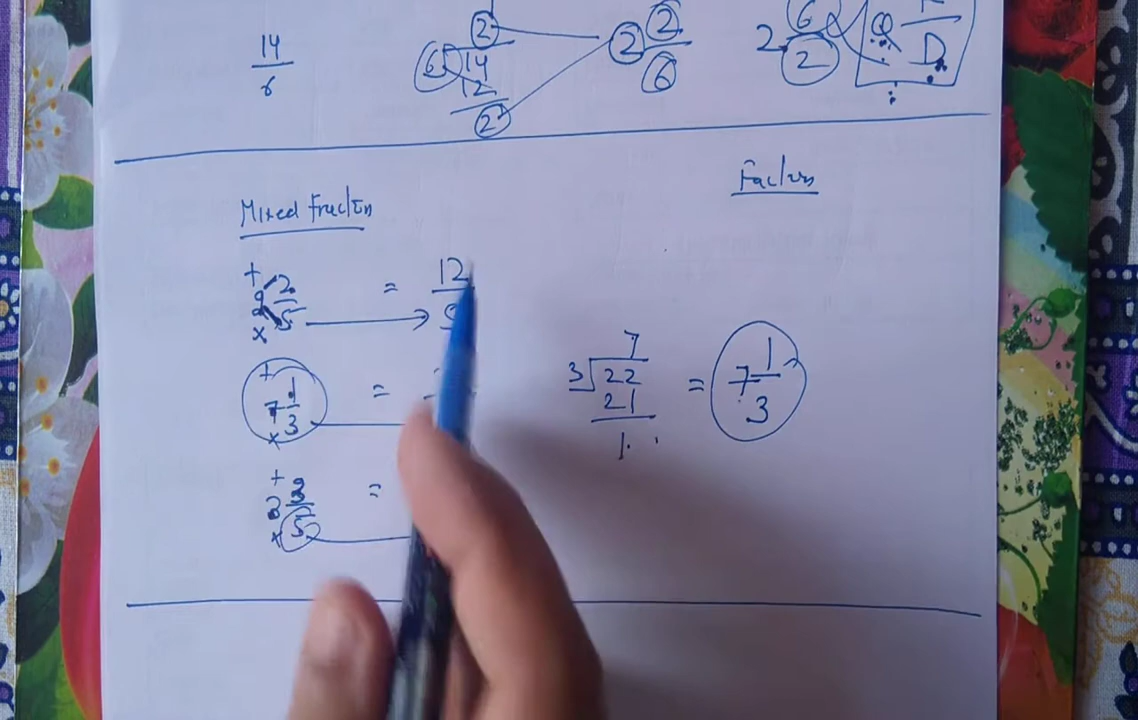 14/6
2
6 14
12
2
2 2/6
2 6/2
Q
D
Factors
Mixed Fraction
+
2 2/5 = 12/5
×
+
7 1/3 =
×
7
3 22
21
1
= 7 1/3
+
3/5 =
×